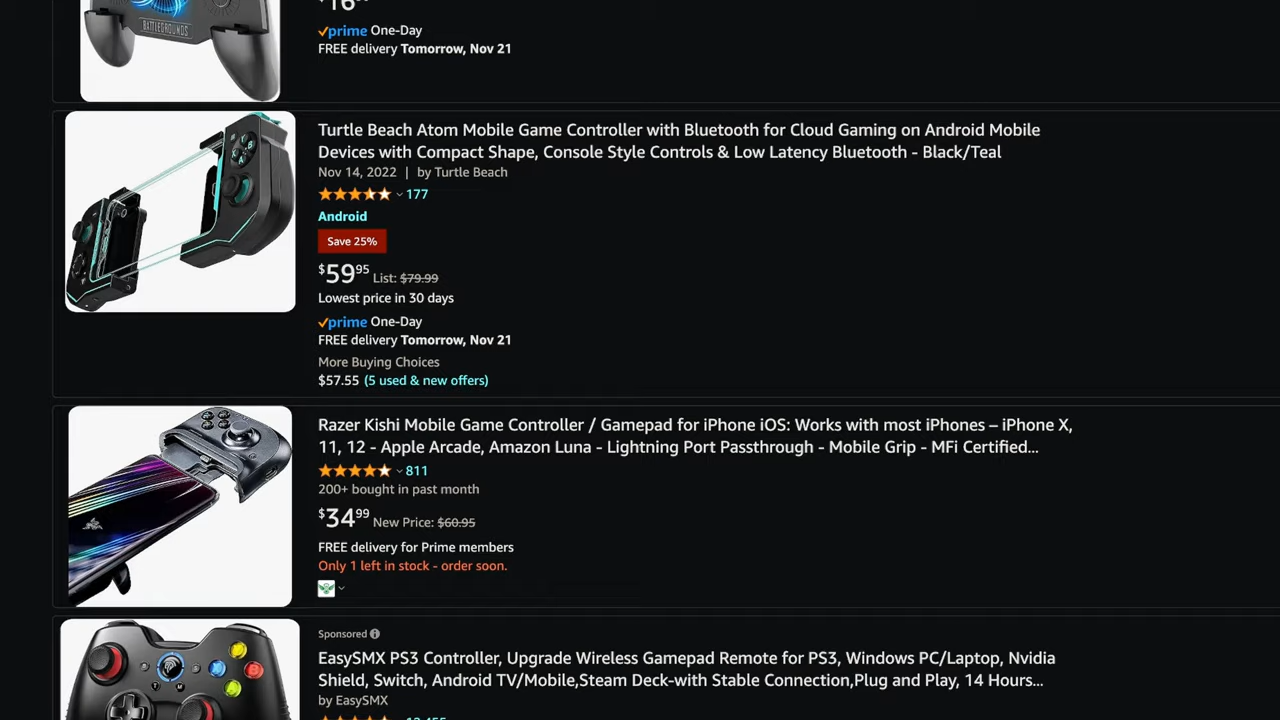 $16
BATTLEGROUNDS
prime One-Day
FREE delivery Tomorrow, Nov 21
Turtle Beach Atom Mobile Game Controller with Bluetooth for Cloud Gaming on Android Mobile
Devices with Compact Shape, Console Style Controls & Low Latency Bluetooth - Black/Teal
Nov 14, 2022 | by Turtle Beach
177
Android
Save 25%
$59.95 List: $79.99
Lowest price in 30 days
prime One-Day
FREE delivery Tomorrow, Nov 21
More Buying Choices
$57.55 (5 used & new offers)
Razer Kishi Mobile Game Controller / Gamepad for iPhone iOS: Works with most iPhones – iPhone X,
11, 12 - Apple Arcade, Amazon Luna - Lightning Port Passthrough - Mobile Grip - MFi Certified...
811
200+ bought in past month
$34.99 New Price: $60.95
FREE delivery for Prime members
Only 1 left in stock - order soon.
Sponsored
EasySMX PS3 Controller, Upgrade Wireless Gamepad Remote for PS3, Windows PC/Laptop, Nvidia
Shield, Switch, Android TV/Mobile,Steam Deck-with Stable Connection,Plug and Play, 14 Hours...
by EasySMX